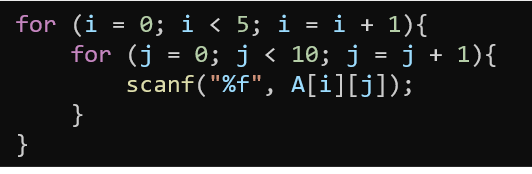 for (i = 0; i < 5; i = i + 1){
    for (j = 0; j < 10; j = j + 1){
        scanf("%f", A[i][j]);
    }
}